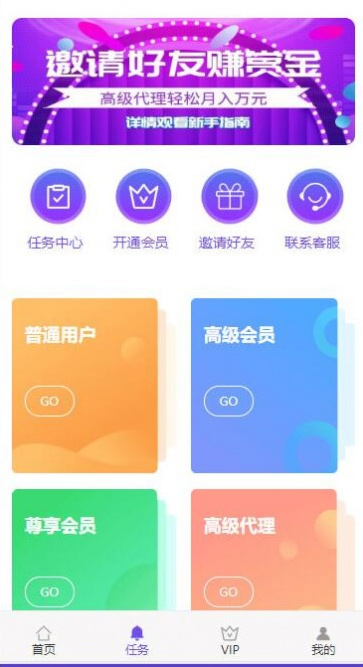 邀请好友赚赏金
高级代理轻松月入万元
详情观看新手指南
任务中心
开通会员
邀请好友
联系客服
普通用户
GO
高级会员
GO
尊享会员
GO
高级代理
GO
首页
任务
VIP
我的